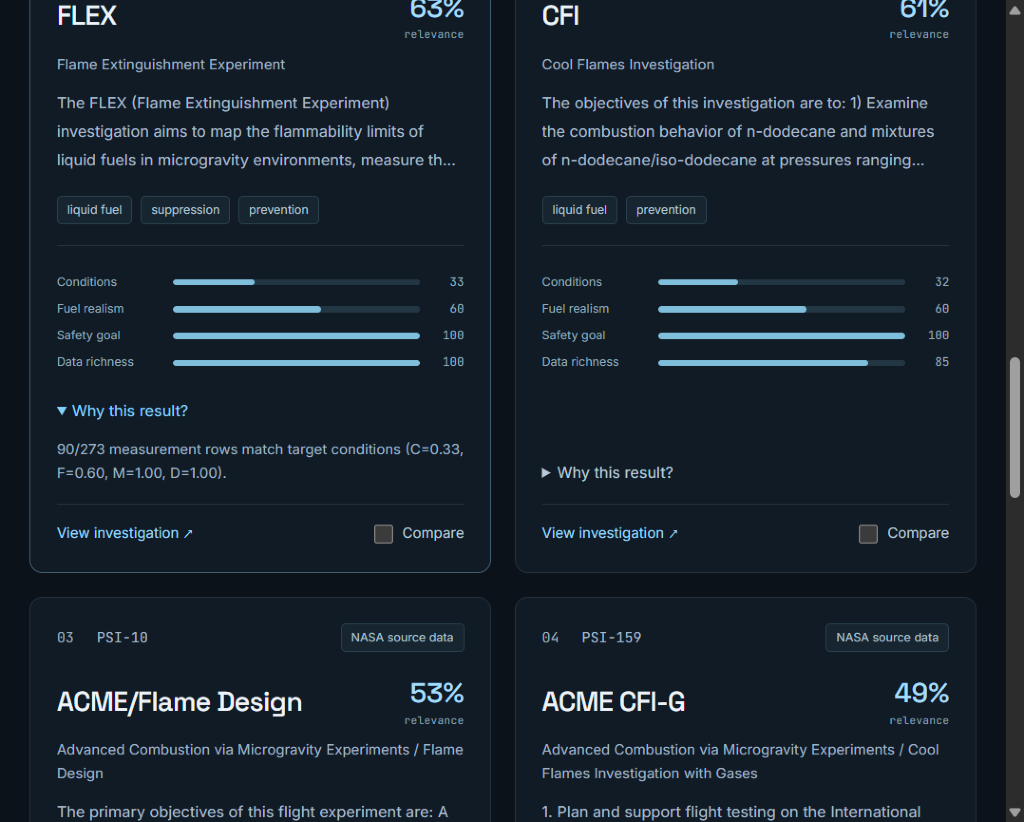 FLEX
63%
relevance
Flame Extinguishment Experiment
The FLEX (Flame Extinguishment Experiment)
investigation aims to map the flammability limits of
liquid fuels in microgravity environments, measure th...
liquid fuel
suppression
prevention
Conditions 33
Fuel realism 60
Safety goal 100
Data richness 100
▼ Why this result?
90/273 measurement rows match target conditions (C=0.33,
F=0.60, M=1.00, D=1.00).
View investigation ↗
Compare
CFI
61%
relevance
Cool Flames Investigation
The objectives of this investigation are to: 1) Examine
the combustion behavior of n-dodecane and mixtures
of n-dodecane/iso-dodecane at pressures ranging...
liquid fuel
prevention
Conditions 32
Fuel realism 60
Safety goal 100
Data richness 85
▶ Why this result?
View investigation ↗
Compare
03 PSI-10
NASA source data
ACME/Flame Design
53%
relevance
Advanced Combustion via Microgravity Experiments / Flame
Design
The primary objectives of this flight experiment are: A
04 PSI-159
NASA source data
ACME CFI-G
49%
relevance
Advanced Combustion via Microgravity Experiments / Cool
Flames Investigation with Gases
1. Plan and support flight testing on the International